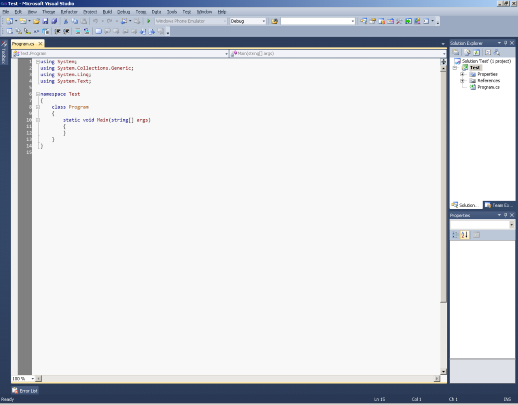 Test - Microsoft Visual Studio
File Edit View Refactor Project Build Debug Team Data Tools Test Window Help
Windows Phone Emulator Debug
Program.cs
Test.Program Main(string[] args)
using System;
using System.Collections.Generic;
using System.Linq;
using System.Text;
namespace Test
{
class Program
{
static void Main(string[] args)
{
}
}
}
100 %
Error List
Ready Ln 15 Col 1 Ch 1 INS
Toolbox
Solution Explorer
Solution 'Test' (1 project)
Test
Properties
References
Program.cs
Solution... Team Ex...
Properties